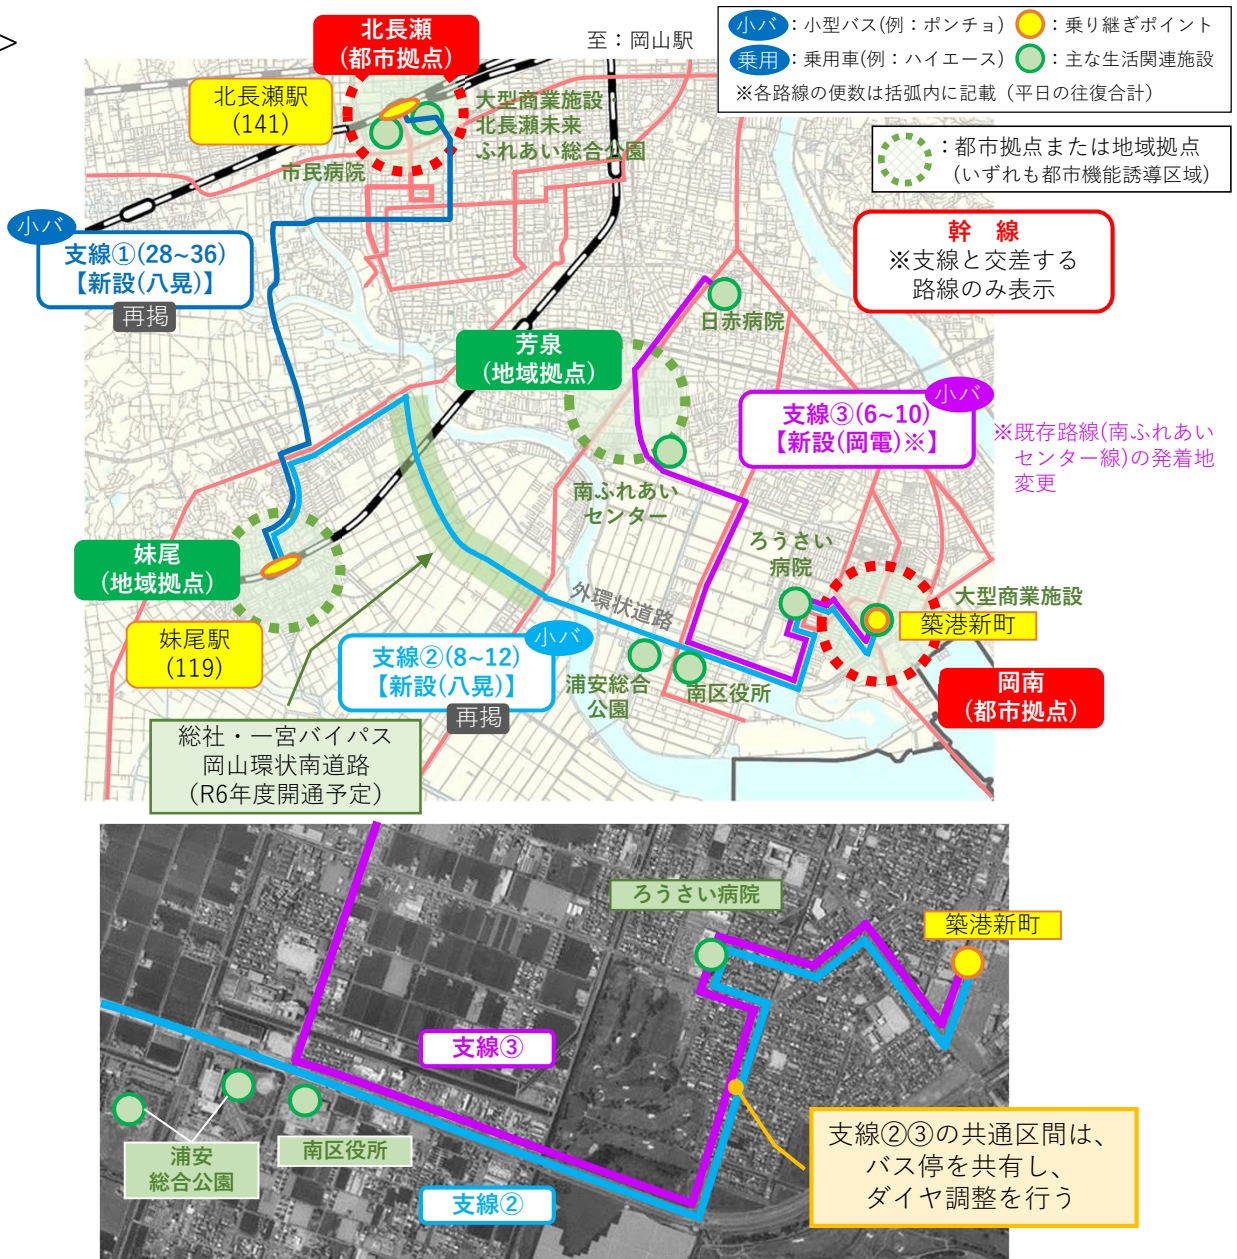 >
至：岡山駅
小バ：小型バス(例：ポンチョ)
：乗り継ぎポイント
乗用：乗用車(例：ハイエース)
：主な生活関連施設
※各路線の便数は括弧内に記載（平日の往復合計）
：都市拠点または地域拠点
(いずれも都市機能誘導区域)
北長瀬
(都市拠点)
北長瀬駅
(141)
大型商業施設
北長瀬未来
ふれあい総合公園
市民病院
小バ
支線①(28~36)
【新設(八晃)】
再掲
幹　線
※支線と交差する
路線のみ表示
日赤病院
芳泉
(地域拠点)
小バ
支線③(6~10)
【新設(岡電)※】
※既存路線(南ふれあい
センター線)の発着地
変更
南ふれあい
センター
ろうさい
病院
妹尾
(地域拠点)
妹尾駅
(119)
外環状道路
大型商業施設
築港新町
小バ
支線②(8~12)
【新設(八晃)】
再掲
浦安総合
公園
南区役所
岡南
(都市拠点)
総社・一宮バイパス
岡山環状南道路
(R6年度開通予定)
ろうさい病院
築港新町
支線③
浦安
総合公園
南区役所
支線②
支線②③の共通区間は、
バス停を共有し、
ダイヤ調整を行う